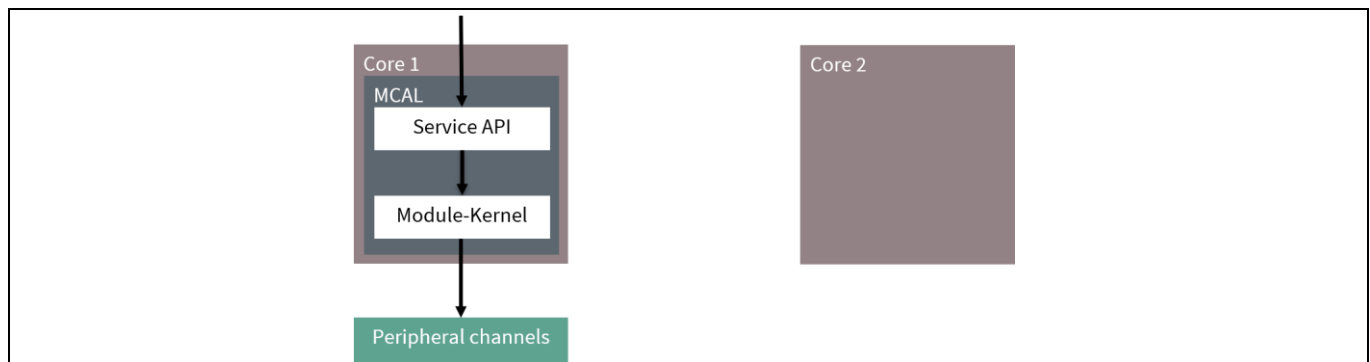 Core 1
Core 2
MCAL
Service API
Module-Kernel
Peripheral channels